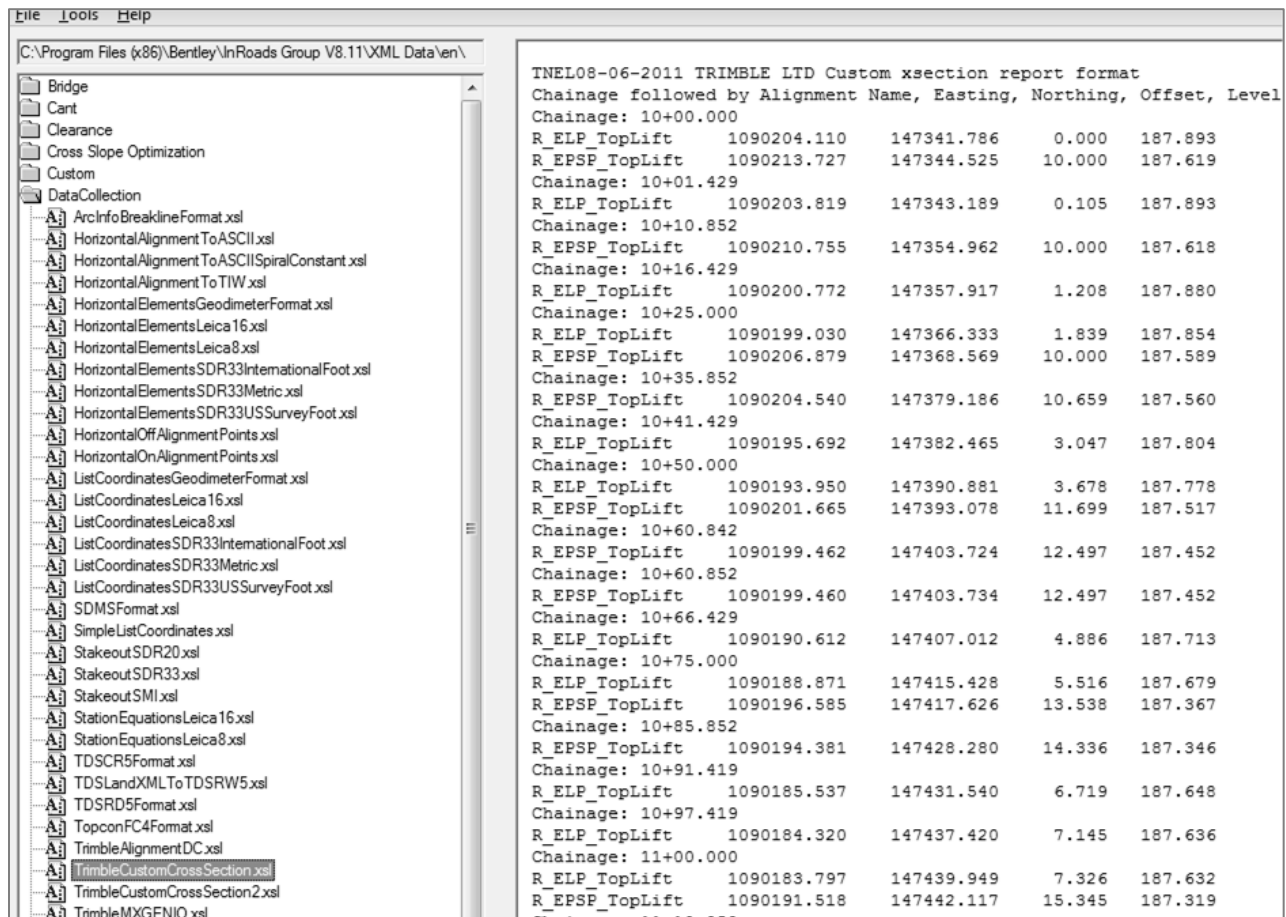 File Tools Help
C:\Program Files (x86)\Bentley\InRoads Group V8.11\XML Data\en\
Bridge
Cant
Clearance
Cross Slope Optimization
Custom
DataCollection
ArcInfoBreaklineFormat.xsl
HorizontalAlignmentToASCII.xsl
HorizontalAlignmentToASCIISpiralConstant.xsl
HorizontalAlignmentToTIW.xsl
HorizontalElementsGeodimeterFormat.xsl
HorizontalElementsLeica16.xsl
HorizontalElementsLeica8.xsl
HorizontalElementsSDR33InternationalFoot.xsl
HorizontalElementsSDR33Metric.xsl
HorizontalElementsSDR33USSurveyFoot.xsl
HorizontalOffAlignmentPoints.xsl
HorizontalOnAlignmentPoints.xsl
ListCoordinatesGeodimeterFormat.xsl
ListCoordinatesLeica16.xsl
ListCoordinatesLeica8.xsl
ListCoordinatesSDR33InternationalFoot.xsl
ListCoordinatesSDR33Metric.xsl
ListCoordinatesSDR33USSurveyFoot.xsl
SDMSFormat.xsl
SimpleListCoordinates.xsl
StakeoutSDR20.xsl
StakeoutSDR33.xsl
StakeoutSMI.xsl
StationEquationsLeica16.xsl
StationEquationsLeica8.xsl
TDSCR5Format.xsl
TDSLandXMLToTDSRW5.xsl
TDSRD5Format.xsl
TopconFC4Format.xsl
TrimbleAlignmentDC.xsl
TrimbleCustomCrossSection.xsl
TrimbleCustomCrossSection2.xsl
TrimbleMXGENIO.xsl
TNEL08-06-2011 TRIMBLE LTD Custom xsection report format
Chainage followed by Alignment Name, Easting, Northing, Offset, Level
Chainage: 10+00.000
R_ELP_TopLift 1090204.110 147341.786 0.000 187.893
R_EPSP_TopLift 1090213.727 147344.525 10.000 187.619
Chainage: 10+01.429
R_ELP_TopLift 1090203.819 147343.189 0.105 187.893
Chainage: 10+10.852
R_EPSP_TopLift 1090210.755 147354.962 10.000 187.618
Chainage: 10+16.429
R_ELP_TopLift 1090200.772 147357.917 1.208 187.880
Chainage: 10+25.000
R_ELP_TopLift 1090199.030 147366.333 1.839 187.854
R_EPSP_TopLift 1090206.879 147368.569 10.000 187.589
Chainage: 10+35.852
R_EPSP_TopLift 1090204.540 147379.186 10.659 187.560
Chainage: 10+41.429
R_ELP_TopLift 1090195.692 147382.465 3.047 187.804
Chainage: 10+50.000
R_ELP_TopLift 1090193.950 147390.881 3.678 187.778
R_EPSP_TopLift 1090201.665 147393.078 11.699 187.517
Chainage: 10+60.842
R_EPSP_TopLift 1090199.462 147403.724 12.497 187.452
Chainage: 10+60.852
R_EPSP_TopLift 1090199.460 147403.734 12.497 187.452
Chainage: 10+66.429
R_ELP_TopLift 1090190.612 147407.012 4.886 187.713
Chainage: 10+75.000
R_ELP_TopLift 1090188.871 147415.428 5.516 187.679
R_EPSP_TopLift 1090196.585 147417.626 13.538 187.367
Chainage: 10+85.852
R_EPSP_TopLift 1090194.381 147428.280 14.336 187.346
Chainage: 10+91.419
R_ELP_TopLift 1090185.537 147431.540 6.719 187.648
Chainage: 10+97.419
R_ELP_TopLift 1090184.320 147437.420 7.145 187.636
Chainage: 11+00.000
R_ELP_TopLift 1090183.797 147439.949 7.326 187.632
R_EPSP_TopLift 1090191.518 147442.117 15.345 187.319